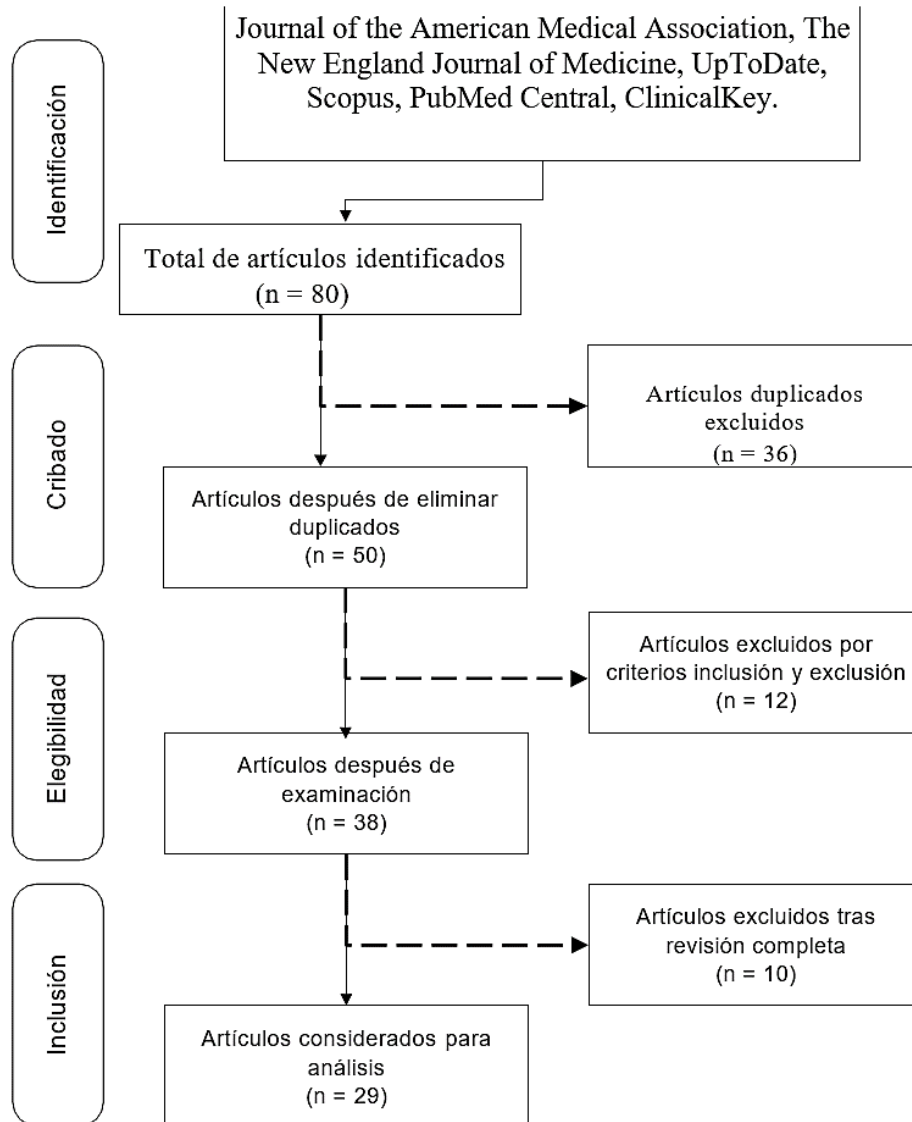 Journal of the American Medical Association, The
New England Journal of Medicine, UpToDate,
Scopus, PubMed Central, ClinicalKey.
Identificación
Total de artículos identificados
(n = 80)
Cribado
Artículos duplicados
excluidos
(n = 36)
Artículos después de eliminar
duplicados
(n = 50)
Elegibilidad
Artículos excluidos por
criterios inclusión y exclusión
(n = 12)
Artículos después de
examinación
(n = 38)
Inclusión
Artículos excluidos tras
revisión completa
(n = 10)
Artículos considerados para
análisis
(n = 29)